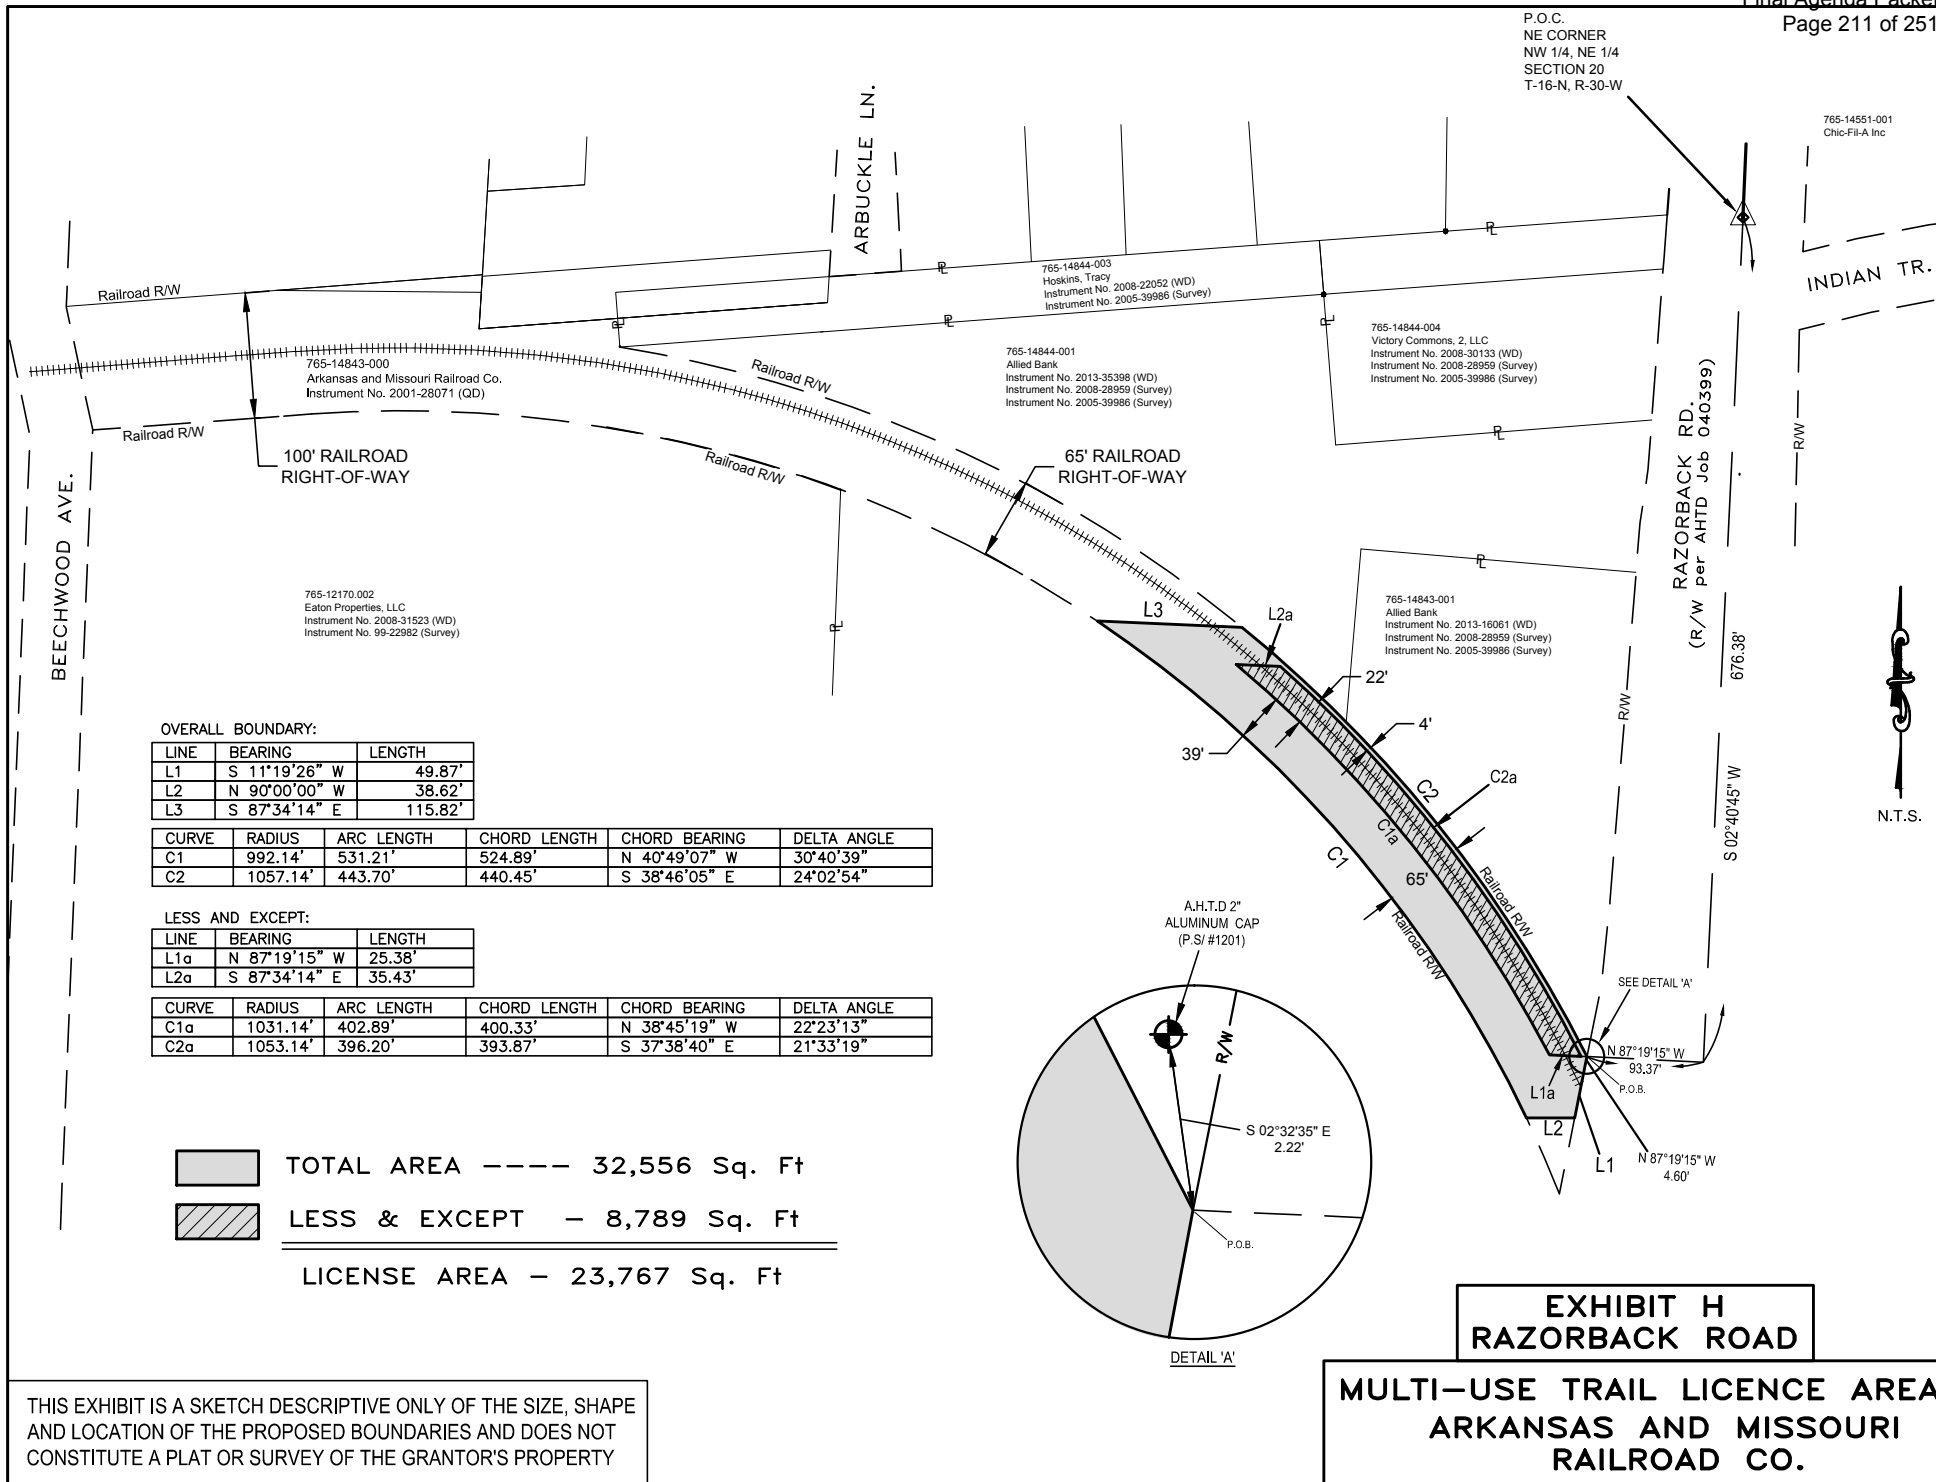 Final Agenda Packet
Page 211 of 251
P.O.C.
NE CORNER
NW 1/4, NE 1/4
SECTION 20
T-16-N, R-30-W
765-14551-001
Chic-Fil-A Inc
ARBUCKLE LN.
INDIAN TR.
Railroad R/W
765-14844-003
Hoskins, Tracy
Instrument No. 2008-22052 (WD)
Instrument No. 2005-39986 (Survey)
PL
PL
PL
PL
PL
765-14844-004
Victory Commons, 2, LLC
Instrument No. 2008-30133 (WD)
Instrument No. 2008-28959 (Survey)
Instrument No. 2005-39986 (Survey)
765-14844-001
Allied Bank
Instrument No. 2013-35398 (WD)
Instrument No. 2008-28959 (Survey)
Instrument No. 2005-39986 (Survey)
765-14843-000
Arkansas and Missouri Railroad Co.
Instrument No. 2001-28071 (QD)
Railroad R/W
Railroad R/W
Railroad R/W
100' RAILROAD
RIGHT-OF-WAY
65' RAILROAD
RIGHT-OF-WAY
PL
RAZORBACK RD.
(R/W per AHTD Job 040399)
R/W
BEECHWOOD AVE.
765-12170.002
Eaton Properties, LLC
Instrument No. 2008-31523 (WD)
Instrument No. 99-22982 (Survey)
PL
PL
765-14843-001
Allied Bank
Instrument No. 2013-16061 (WD)
Instrument No. 2008-28959 (Survey)
Instrument No. 2005-39986 (Survey)
L3
L2a
22'
4'
39'
C2
C2a
C1a
C1
65'
Railroad R/W
Railroad R/W
R/W
676.38'
S 02°40'45" W
N.T.S.
OVERALL BOUNDARY:
LINE BEARING LENGTH
L1 S 11°19'26" W 49.87'
L2 N 90°00'00" W 38.62'
L3 S 87°34'14" E 115.82'
CURVE RADIUS ARC LENGTH CHORD LENGTH CHORD BEARING DELTA ANGLE
C1 992.14' 531.21' 524.89' N 40°49'07" W 30°40'39"
C2 1057.14' 443.70' 440.45' S 38°46'05" E 24°02'54"
LESS AND EXCEPT:
LINE BEARING LENGTH
L1a N 87°19'15" W 25.38'
L2a S 87°34'14" E 35.43'
CURVE RADIUS ARC LENGTH CHORD LENGTH CHORD BEARING DELTA ANGLE
C1a 1031.14' 402.89' 400.33' N 38°45'19" W 22°23'13"
C2a 1053.14' 396.20' 393.87' S 37°38'40" E 21°33'19"
A.H.T.D 2"
ALUMINUM CAP
(P.S/ #1201)
R/W
S 02°32'35" E
2.22'
P.O.B.
DETAIL 'A'
SEE DETAIL 'A'
N 87°19'15" W
93.37'
P.O.B.
L1a
L2
L1
N 87°19'15" W
4.60'
TOTAL AREA ---- 32,556 Sq. Ft
LESS & EXCEPT - 8,789 Sq. Ft
LICENSE AREA - 23,767 Sq. Ft
EXHIBIT H
RAZORBACK ROAD
MULTI-USE TRAIL LICENCE AREA
ARKANSAS AND MISSOURI
RAILROAD CO.
THIS EXHIBIT IS A SKETCH DESCRIPTIVE ONLY OF THE SIZE, SHAPE
AND LOCATION OF THE PROPOSED BOUNDARIES AND DOES NOT
CONSTITUTE A PLAT OR SURVEY OF THE GRANTOR'S PROPERTY